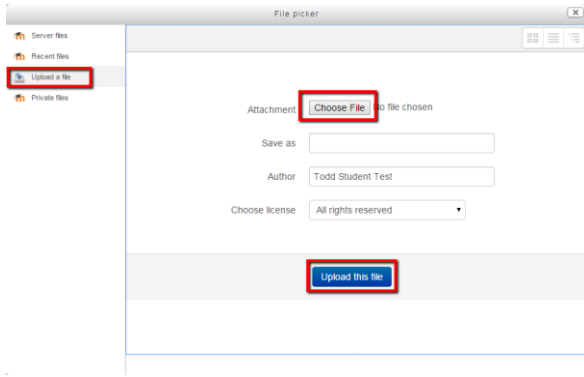 File picker
Server files
Recent files
Upload a file
Private files
Attachment Choose File No file chosen
Save as
Author Todd Student Test
Choose license All rights reserved
Upload this file